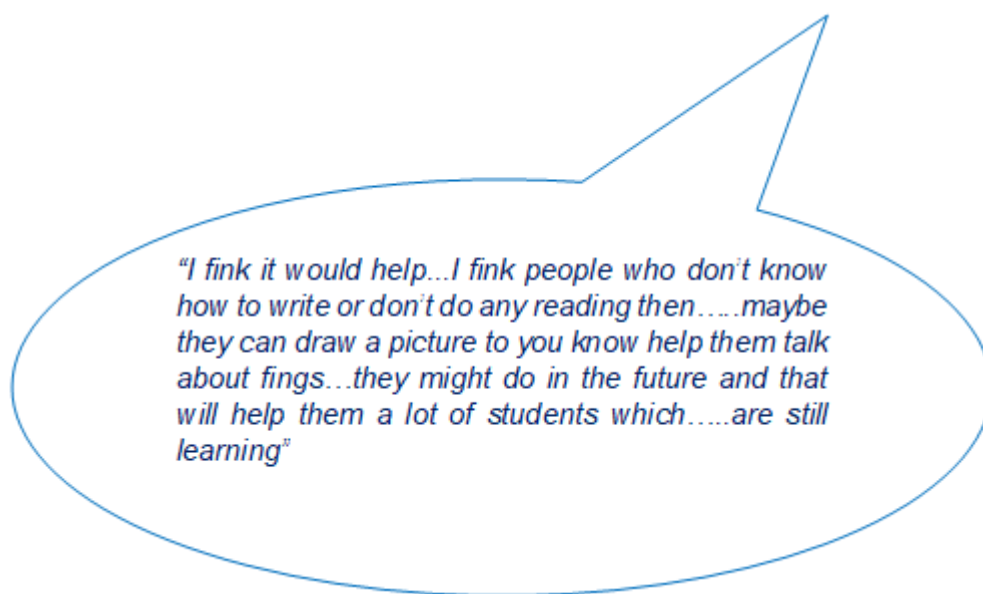 “I fink it would help...I fink people who don’t know
how to write or don’t do any reading then…..maybe
they can draw a picture to you know help them talk
about fings…they might do in the future and that
will help them a lot of students which…..are still
learning”